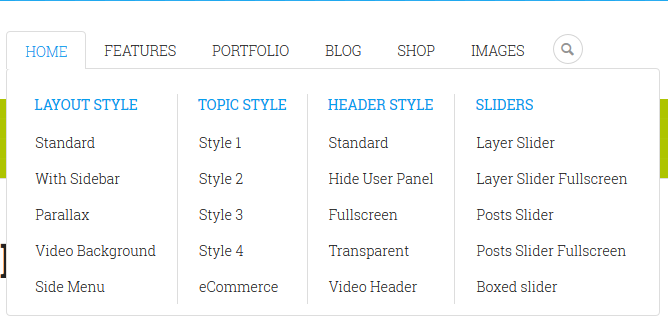 HOME FEATURES PORTFOLIO BLOG SHOP IMAGES
LAYOUT STYLE
Standard
With Sidebar
Parallax
Video Background
Side Menu
TOPIC STYLE
Style 1
Style 2
Style 3
Style 4
eCommerce
HEADER STYLE
Standard
Hide User Panel
Fullscreen
Transparent
Video Header
SLIDERS
Layer Slider
Layer Slider Fullscreen
Posts Slider
Posts Slider Fullscreen
Boxed slider